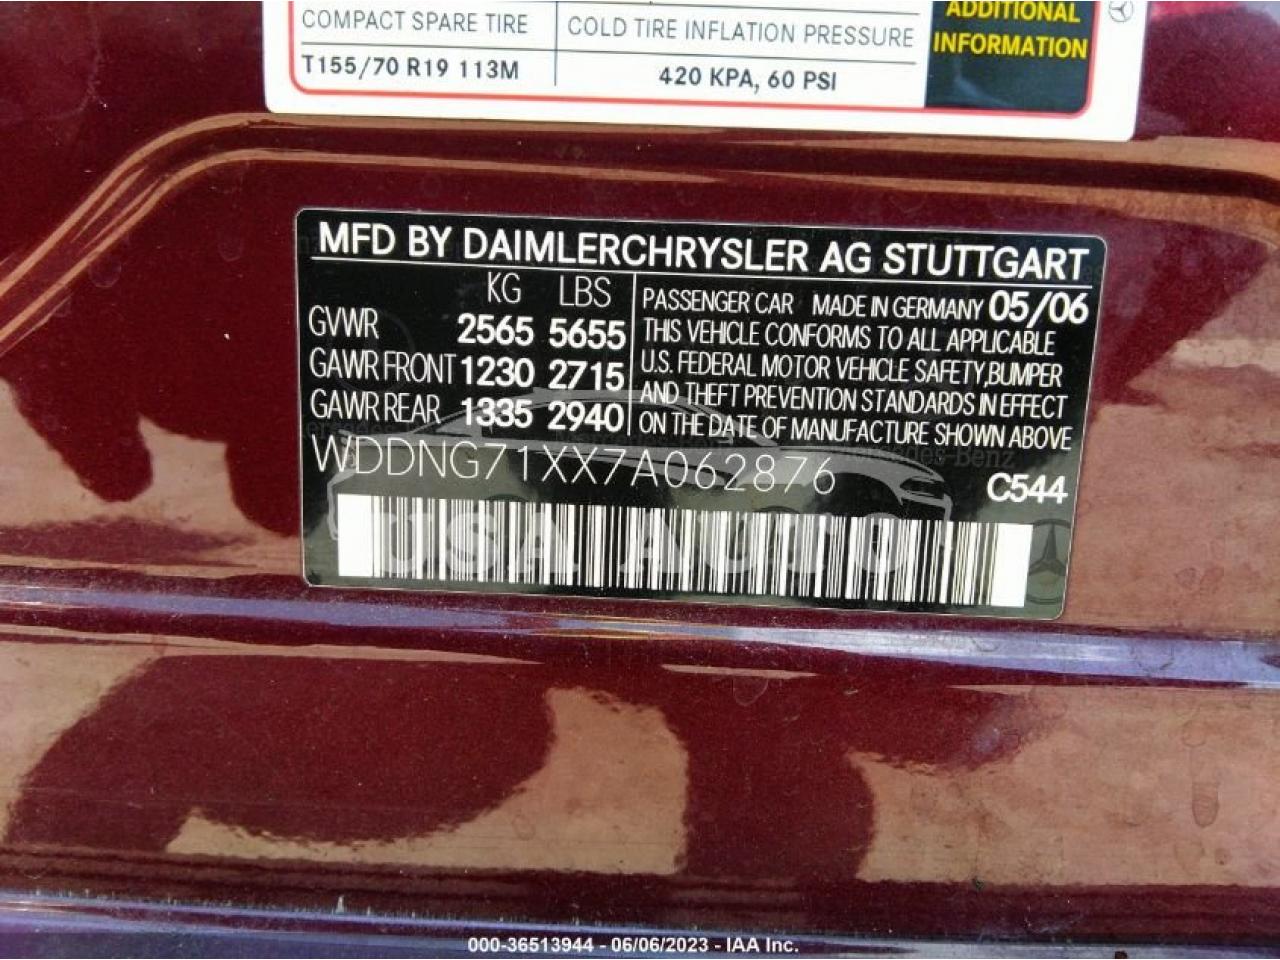 COMPACT SPARE TIRE COLD TIRE INFLATION PRESSURE
T155/70 R19 113M 420 KPA, 60 PSI
ADDITIONAL
INFORMATION
MFD BY DAIMLERCHRYSLER AG STUTTGART
KG LBS
GVWR 2565 5655
GAWR FRONT 1230 2715
GAWR REAR 1335 2940
PASSENGER CAR MADE IN GERMANY 05/06
THIS VEHICLE CONFORMS TO ALL APPLICABLE
U.S. FEDERAL MOTOR VEHICLE SAFETY,BUMPER
AND THEFT PREVENTION STANDARDS IN EFFECT
ON THE DATE OF MANUFACTURE SHOWN ABOVE
WDDNG71XX7A062876
C544
USA AUTO
000-36513944 - 06/06/2023 - IAA Inc.